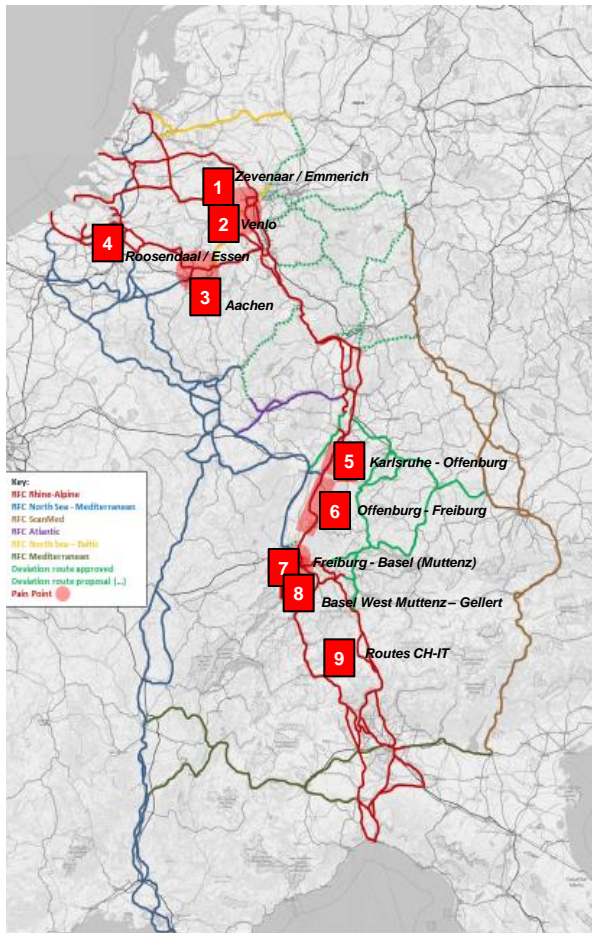 1
Zevenaar / Emmerich
2
Venlo
4
Roosendaal / Essen
3
Aachen
5
Karlsruhe - Offenburg
6
Offenburg - Freiburg
7
Freiburg - Basel (Muttenz)
8
Basel West Muttenz – Gellert
9
Routes CH-IT
Key:
RFC Rhine-Alpine
RFC North Sea - Mediterranean
RFC ScanMed
RFC Atlantic
RFC North Sea – Baltic
RFC Mediterranean
Deviation route approved
Deviation route proposal (...)
Pain Point